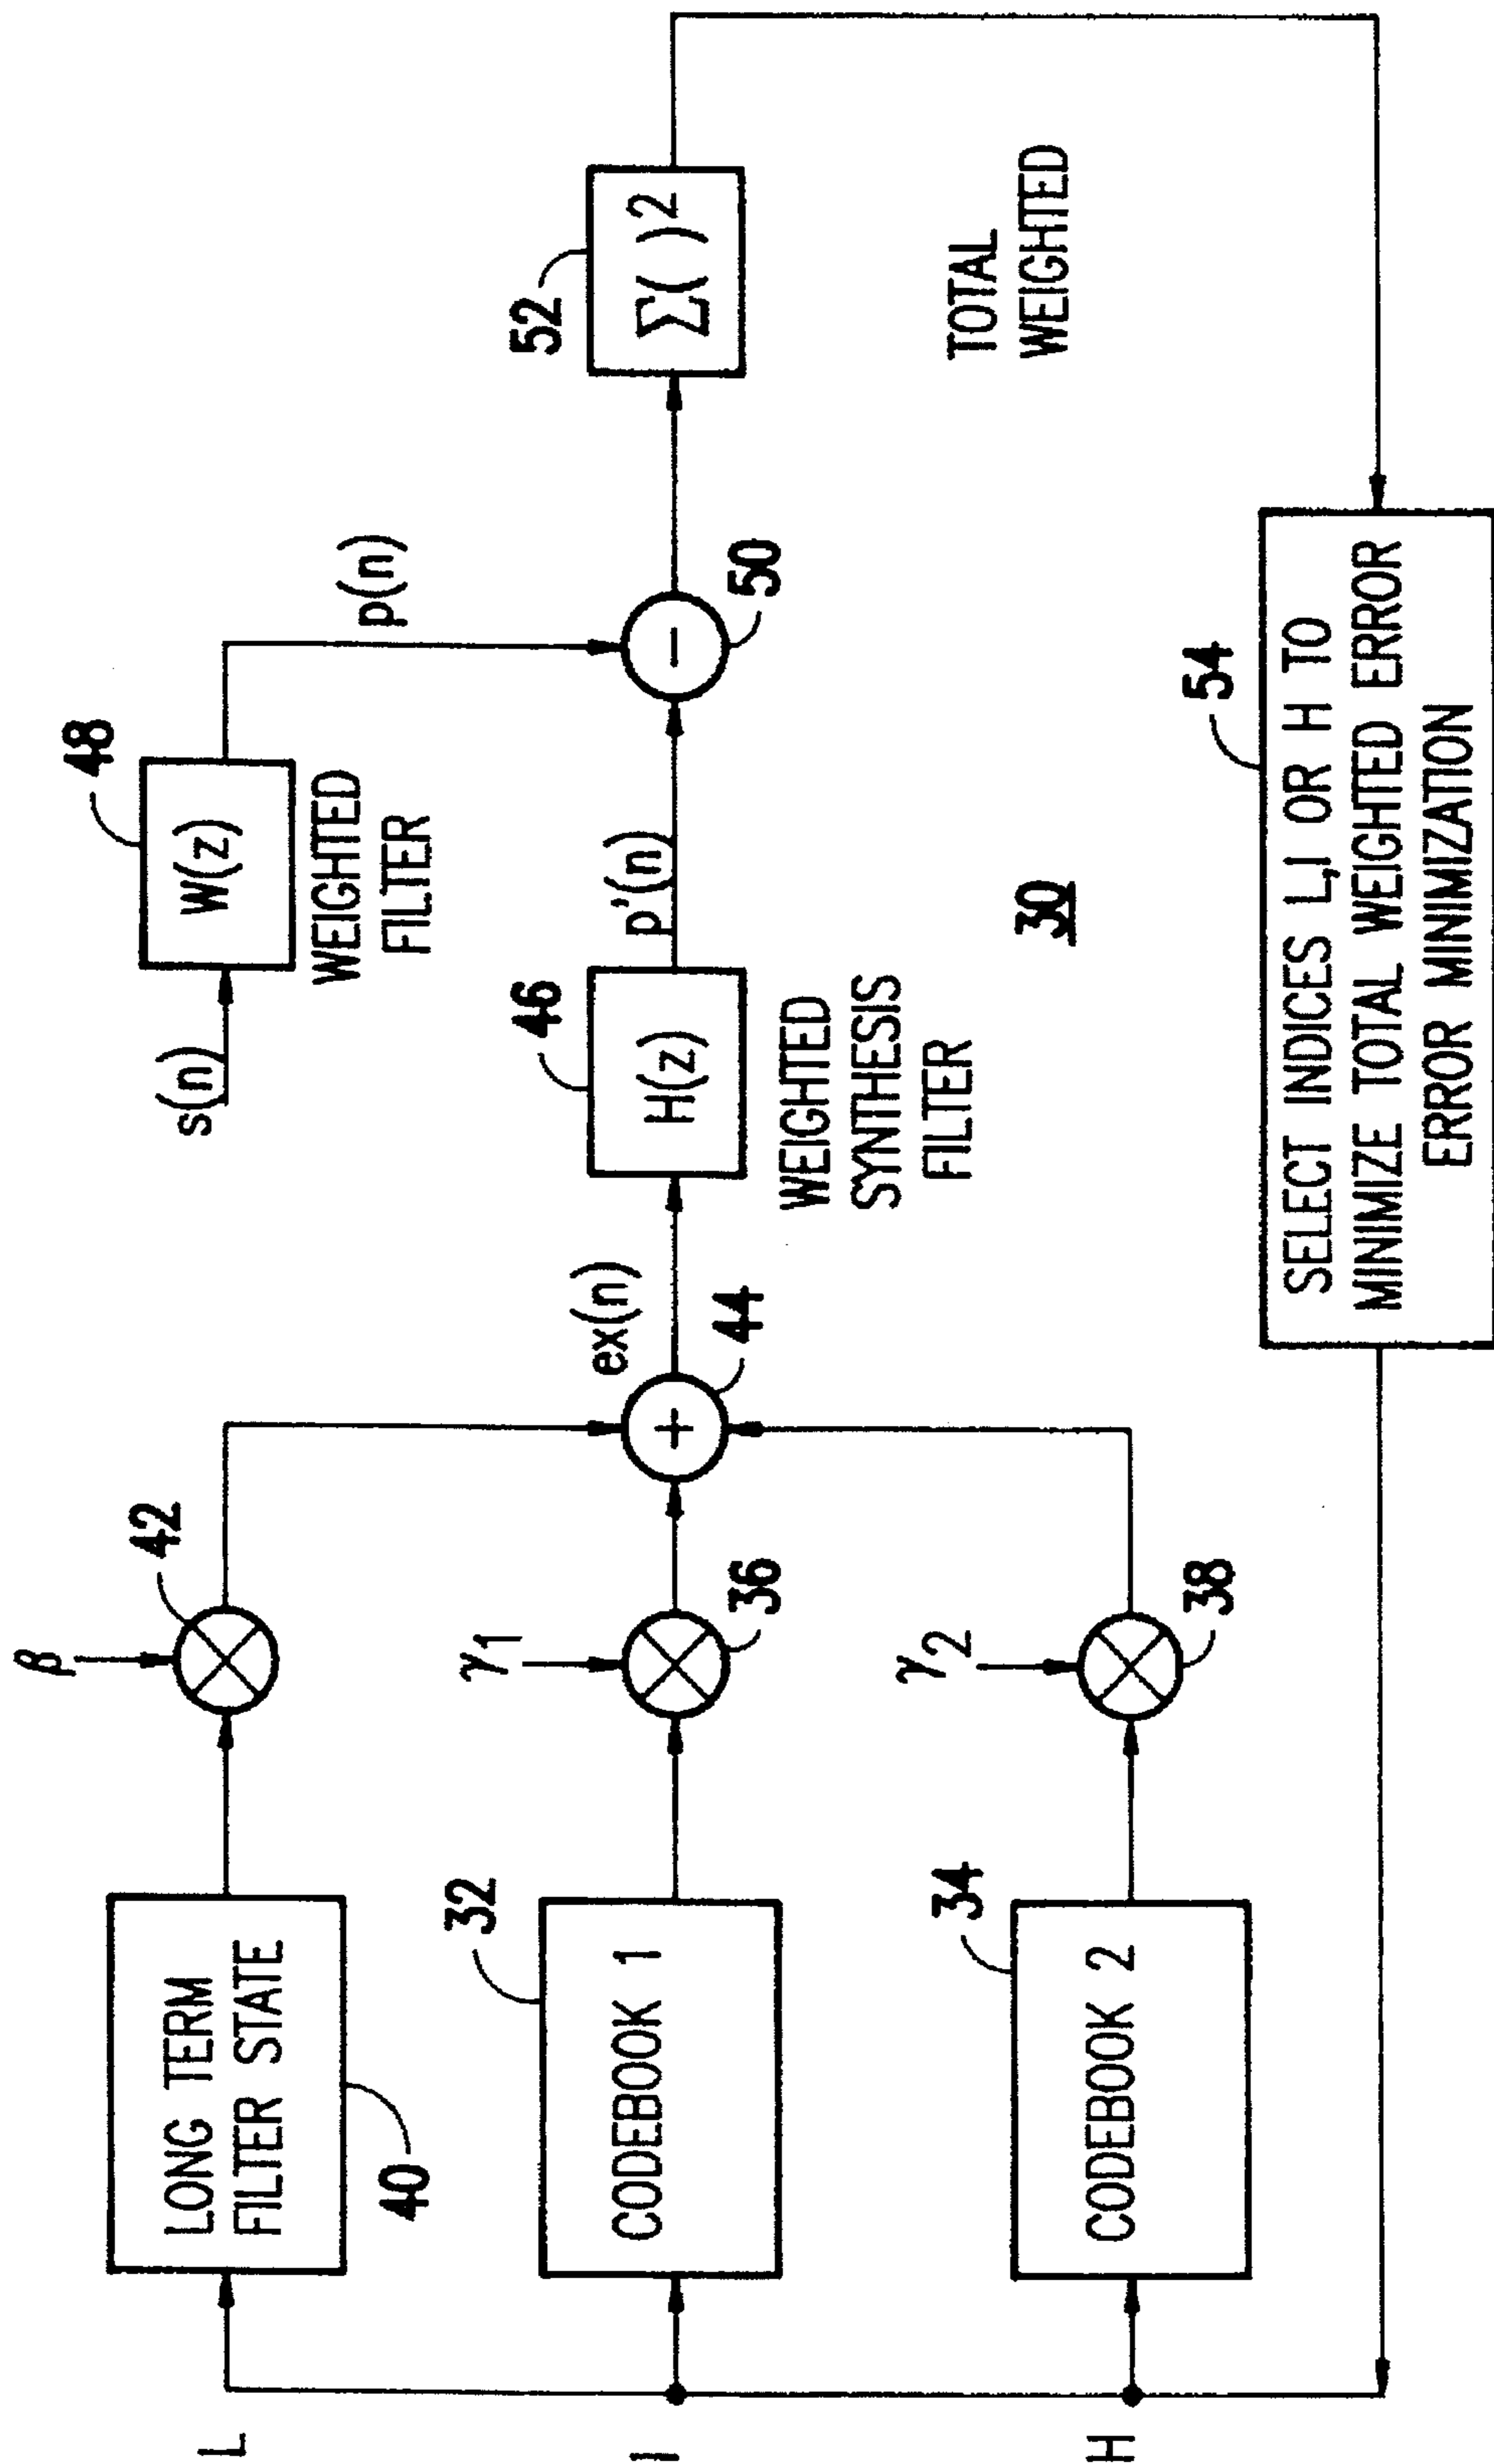 L
I
H
LONG TERM
FILTER STATE
40
CODEBOOK 1
32
CODEBOOK 2
34
β
42
γ1
36
γ2
38
ex(n)
44
s(n)
W(z)
48
WEIGHTED
FILTER
H(z)
46
WEIGHTED
SYNTHESIS
FILTER
p(n)
p'(n)
50
Σ( )2
52
TOTAL
WEIGHTED
30
SELECT INDICES L,I OR H TO
MINIMIZE TOTAL WEIGHTED ERROR
ERROR MINIMIZATION
54